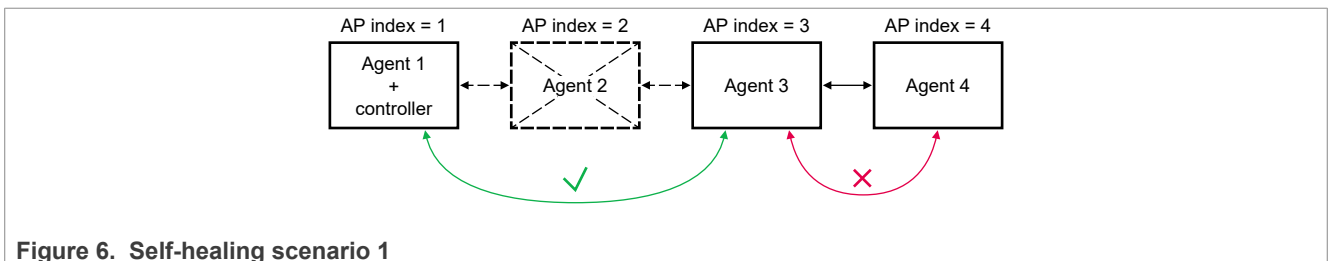 AP index = 1 AP index = 2 AP index = 3 AP index = 4
Agent 1
+
controller
Agent 2
Agent 3
Agent 4
Figure 6. Self-healing scenario 1